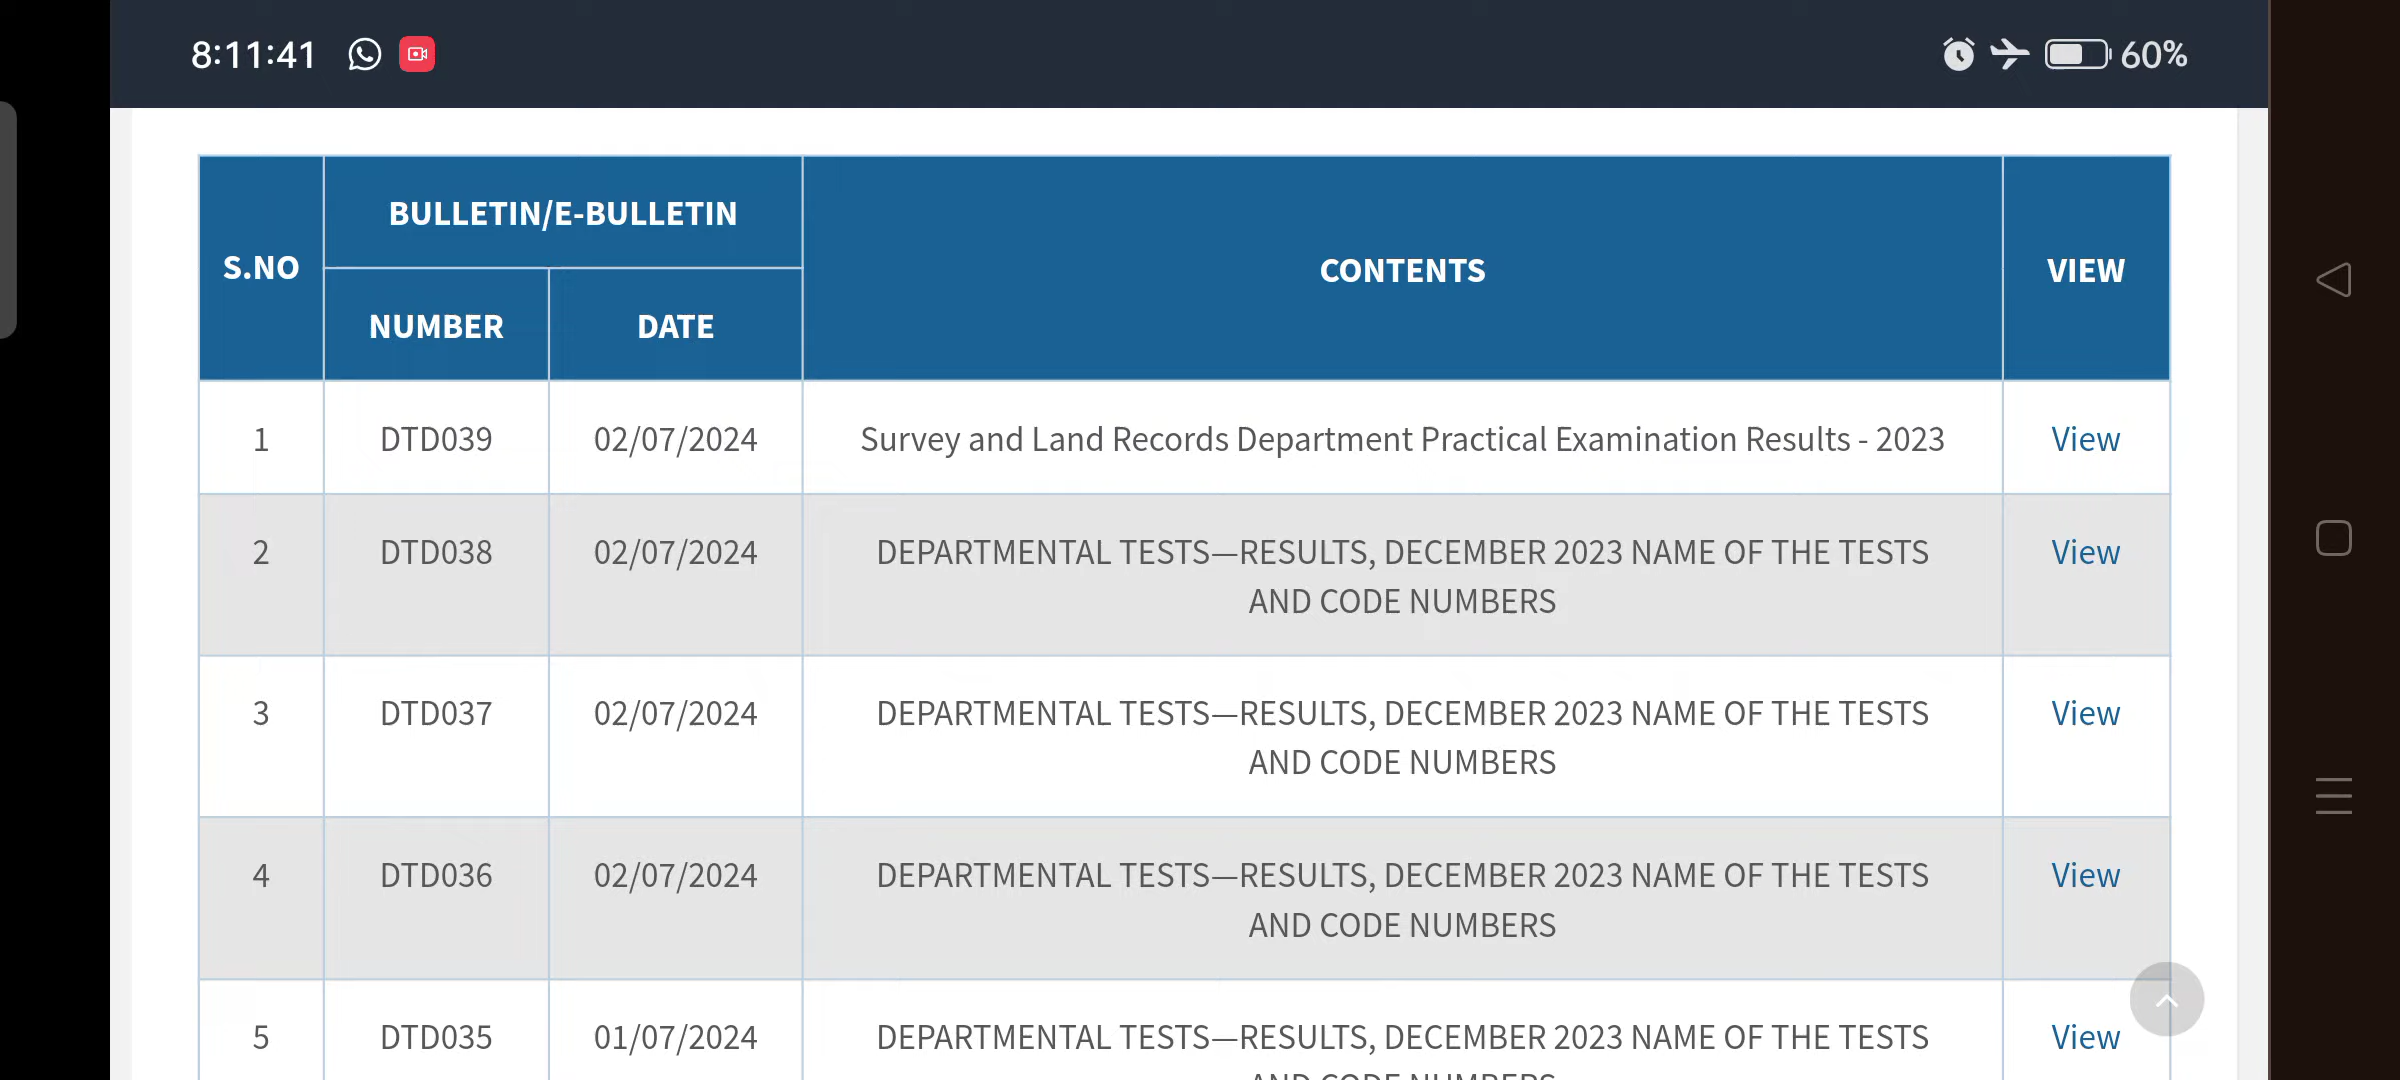 8:11:41
60%
BULLETIN/E-BULLETIN
S.NO
CONTENTS
VIEW
NUMBER
DATE
1 DTD039 02/07/2024 Survey and Land Records Department Practical Examination Results - 2023 View
2 DTD038 02/07/2024 DEPARTMENTAL TESTS—RESULTS, DECEMBER 2023 NAME OF THE TESTS View
AND CODE NUMBERS
3 DTD037 02/07/2024 DEPARTMENTAL TESTS—RESULTS, DECEMBER 2023 NAME OF THE TESTS View
AND CODE NUMBERS
4 DTD036 02/07/2024 DEPARTMENTAL TESTS—RESULTS, DECEMBER 2023 NAME OF THE TESTS View
AND CODE NUMBERS
5 DTD035 01/07/2024 DEPARTMENTAL TESTS—RESULTS, DECEMBER 2023 NAME OF THE TESTS View